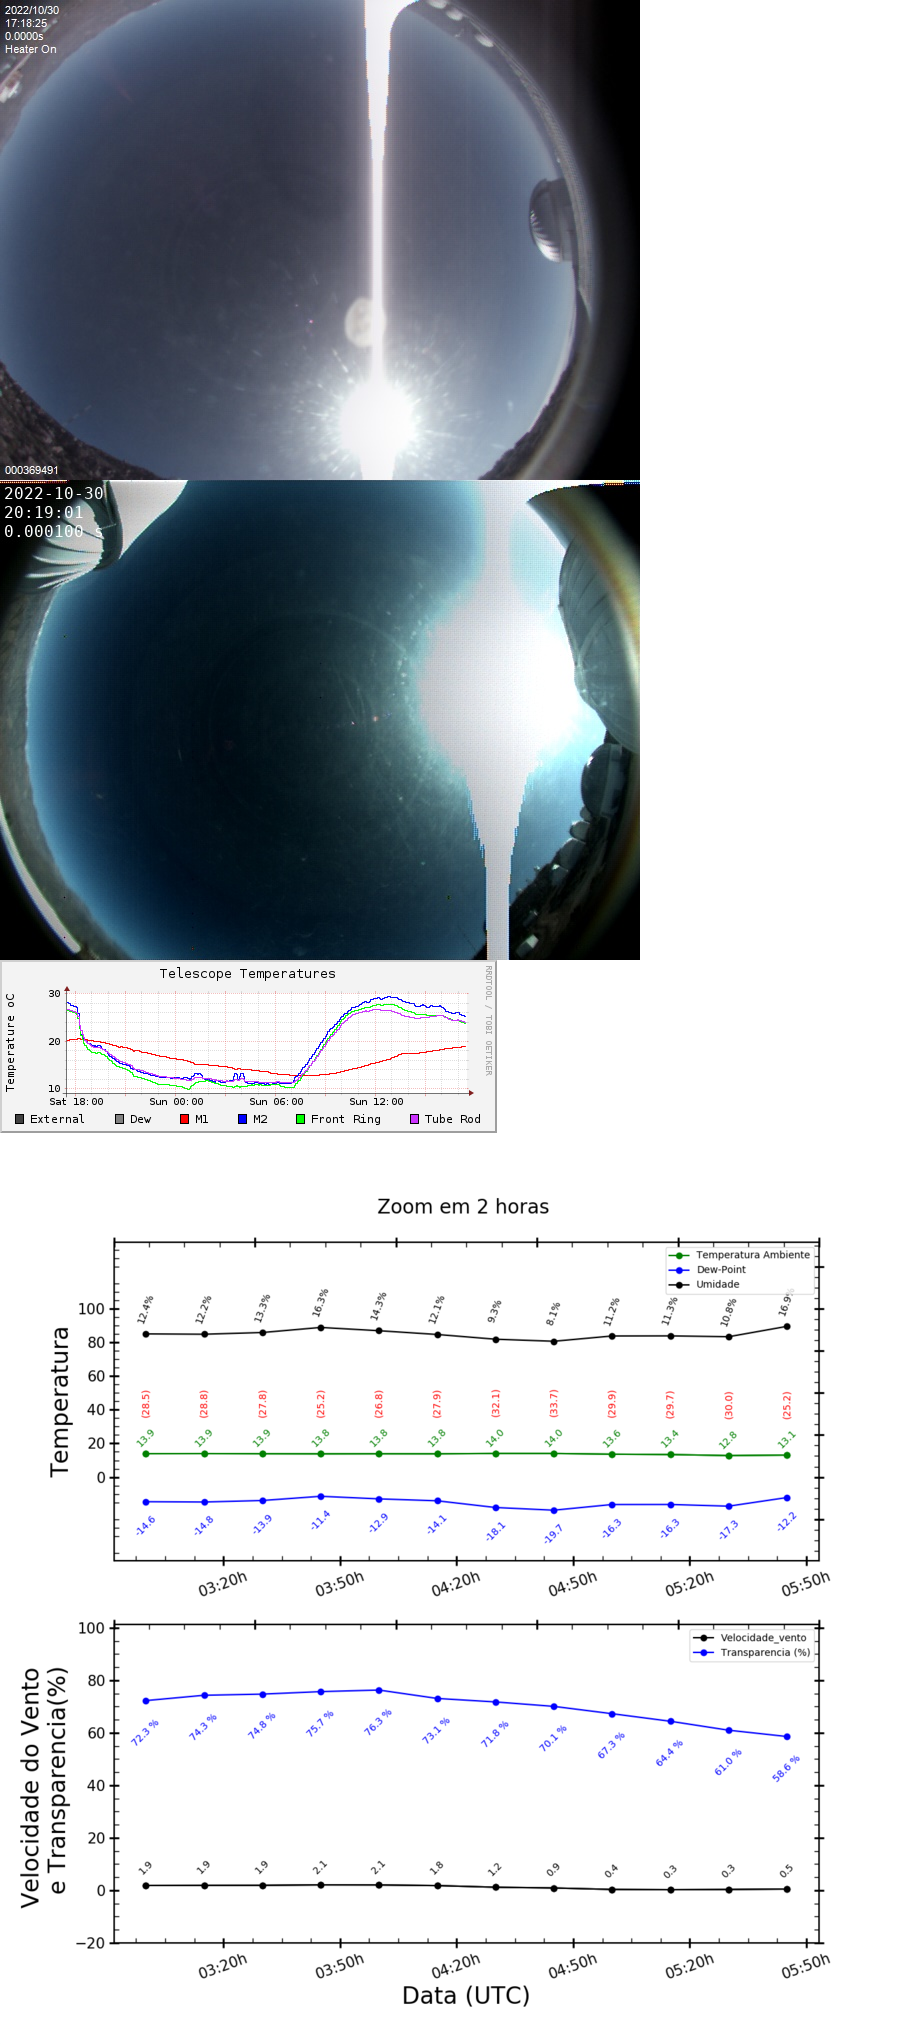 2022/10/30
17:18:25
0.0000s
Heater On
000369491
2022-10-30
20:19:01
0.000100 s
Telescope Temperatures
RRDTOOL / TOBI OETIKER
Temperature oC
30
20
10
Sat 18:00 Sun 00:00 Sun 06:00 Sun 12:00
External Dew M1 M2 Front Ring Tube Rod
Zoom em 2 horas
Temperatura Ambiente
Dew-Point
Umidade
Temperatura
100
80
60
40
20
0
12.4% 12.2% 13.3% 16.3% 14.3% 12.1% 9.3% 8.1% 11.2% 11.3% 10.8% 16.9%
(28.5) (28.8) (27.8) (25.2) (26.8) (27.9) (32.1) (33.7) (29.9) (29.7) (30.0) (25.2)
13.9 13.9 13.9 13.8 13.8 13.8 14.0 14.0 13.6 13.4 12.8 13.1
-14.6 -14.8 -13.9 -11.4 -12.9 -14.1 -18.1 -19.7 -16.3 -16.3 -17.3 -12.2
03:20h 03:50h 04:20h 04:50h 05:20h 05:50h
Velocidade_vento
Transparencia (%)
Velocidade do Vento
e Transparencia(%)
100
80
60
40
20
0
−20
72.3 % 74.3 % 74.8 % 75.7 % 76.3 % 73.1 % 71.8 % 70.1 % 67.3 % 64.4 % 61.0 % 58.6 %
1.9 1.9 1.9 2.1 2.1 1.8 1.2 0.9 0.4 0.3 0.3 0.5
03:20h 03:50h 04:20h 04:50h 05:20h 05:50h
Data (UTC)